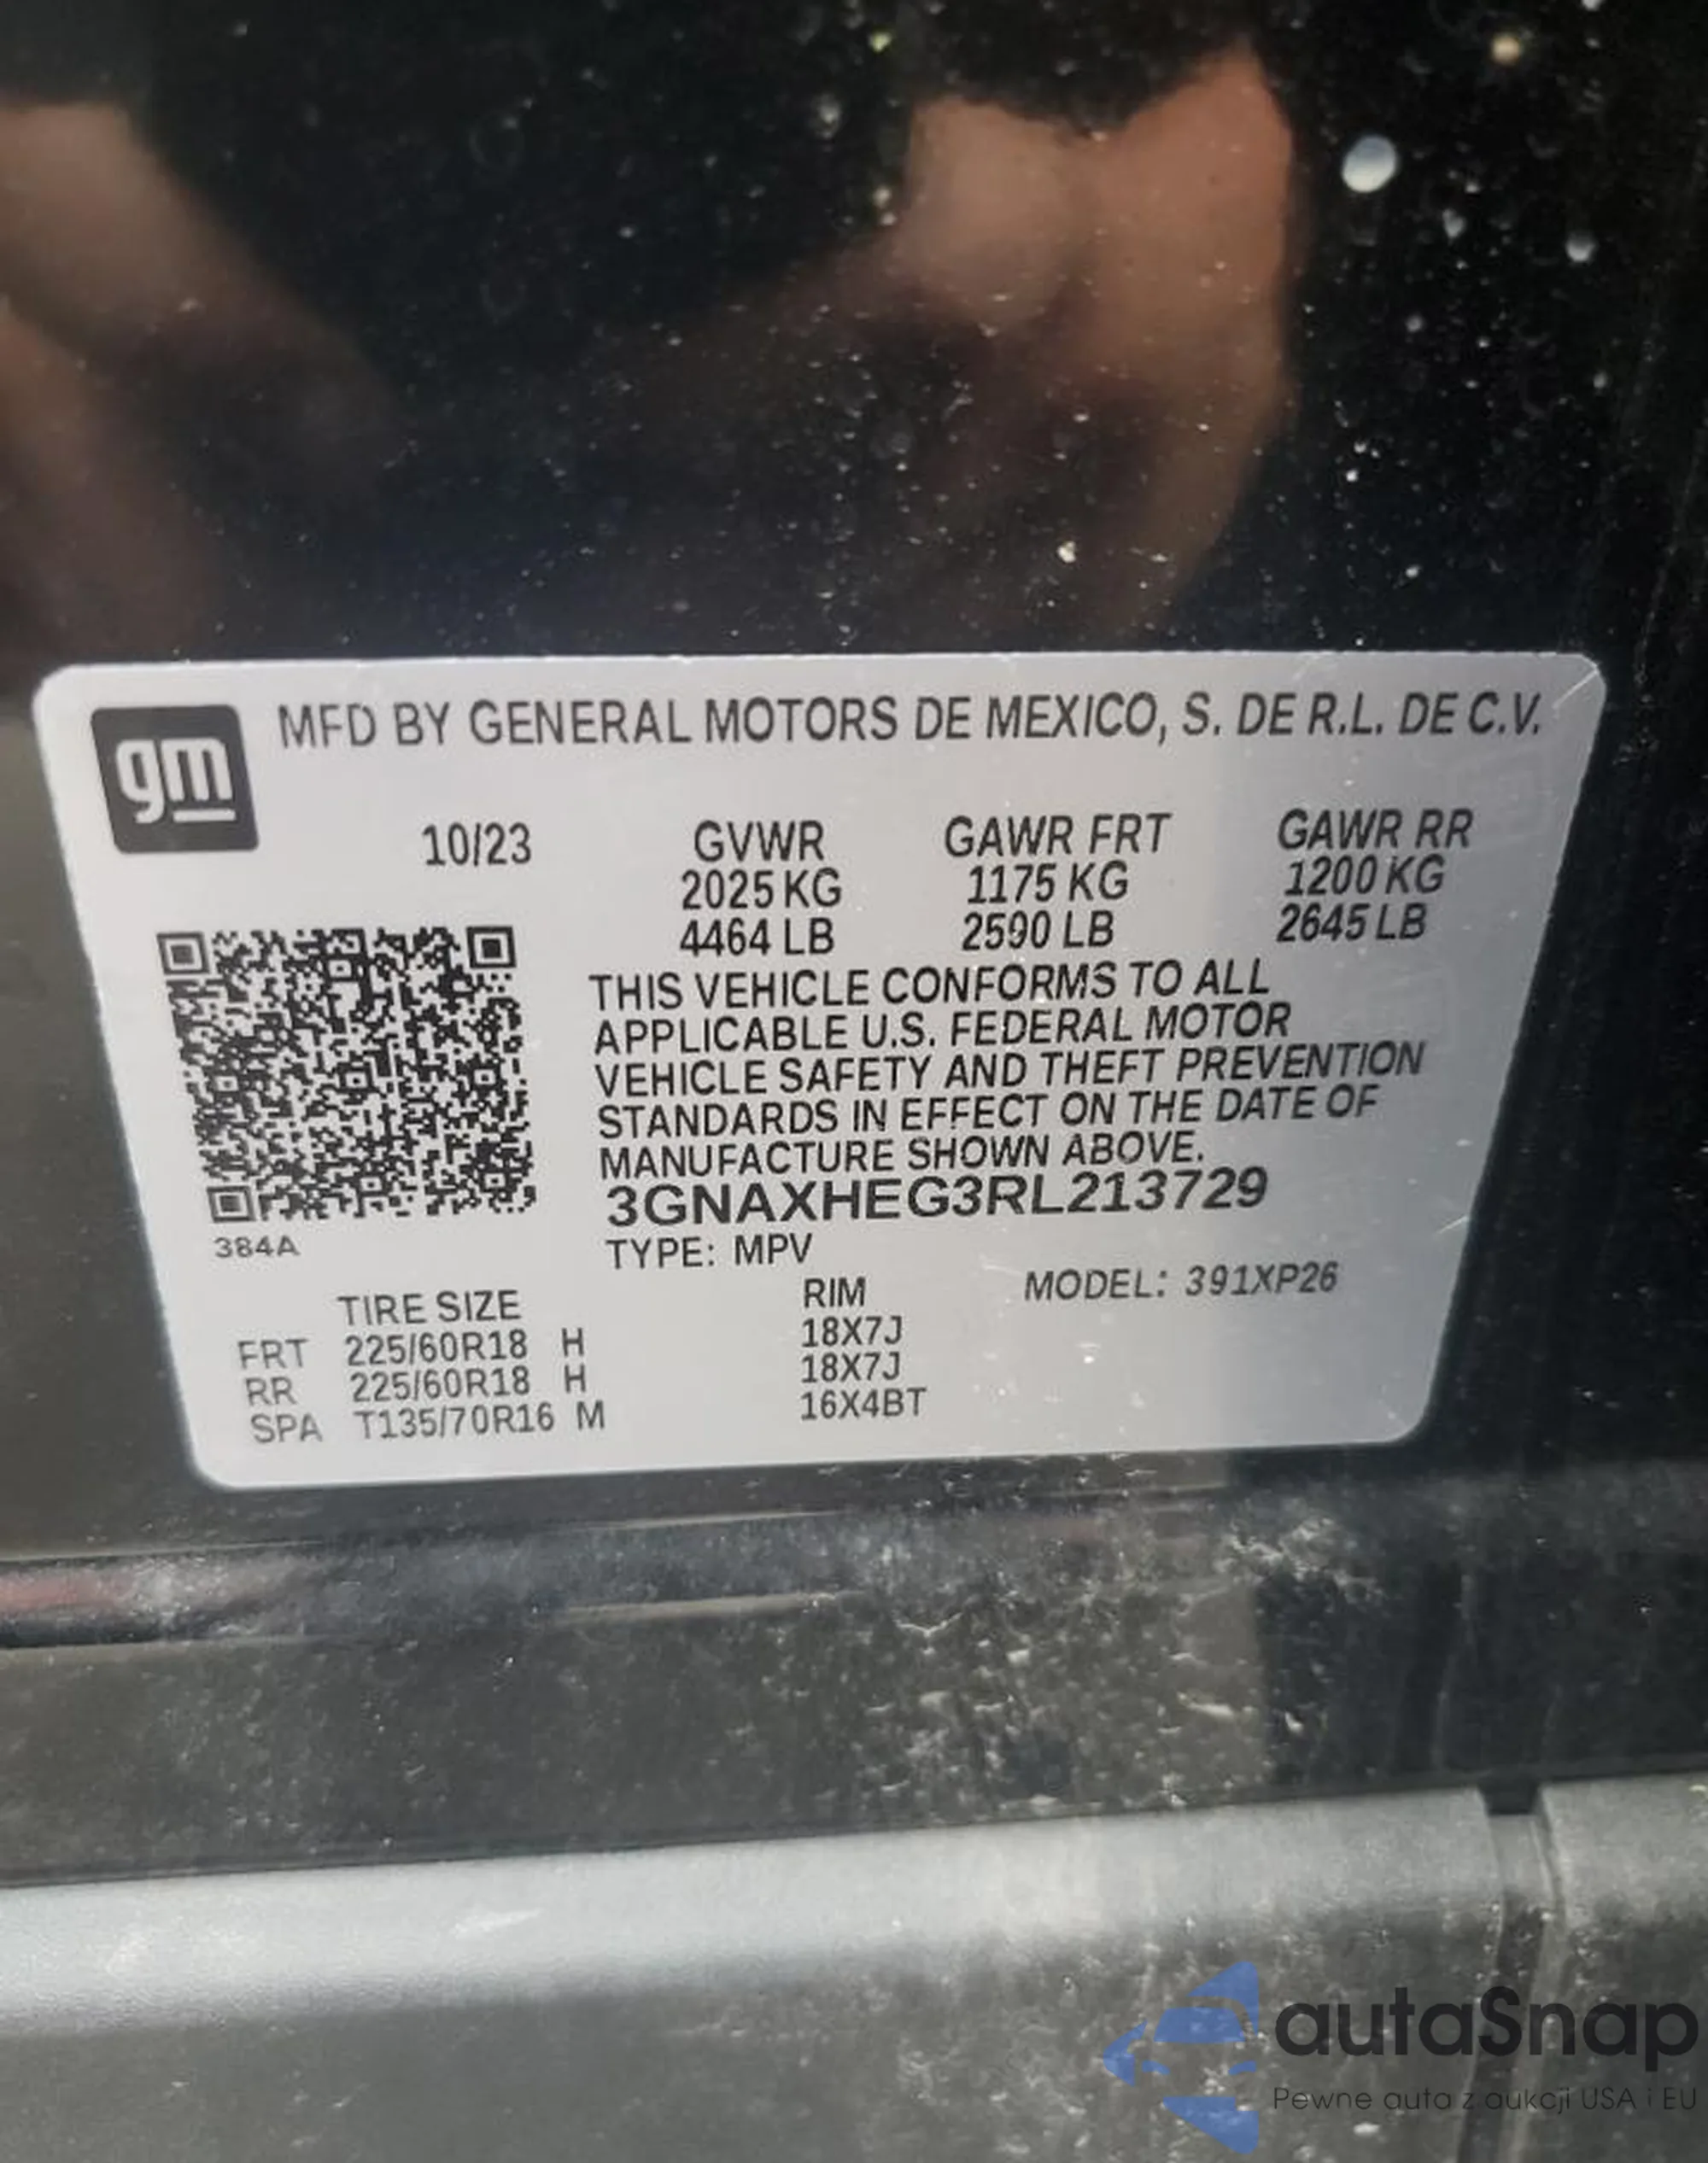 gm
MFD BY GENERAL MOTORS DE MEXICO, S. DE R.L. DE C.V.
10/23 GVWR GAWR FRT GAWR RR
2025 KG 1175 KG 1200 KG
4464 LB 2590 LB 2645 LB
THIS VEHICLE CONFORMS TO ALL
APPLICABLE U.S. FEDERAL MOTOR
VEHICLE SAFETY AND THEFT PREVENTION
STANDARDS IN EFFECT ON THE DATE OF
MANUFACTURE SHOWN ABOVE.
3GNAXHEG3RL213729
384A
TYPE: MPV
TIRE SIZE RIM MODEL: 391XP26
FRT 225/60R18 H 18X7J
RR 225/60R18 H 18X7J
SPA T135/70R16 M 16X4BT
autaSnap
Pewne auta z aukcji USA i EU